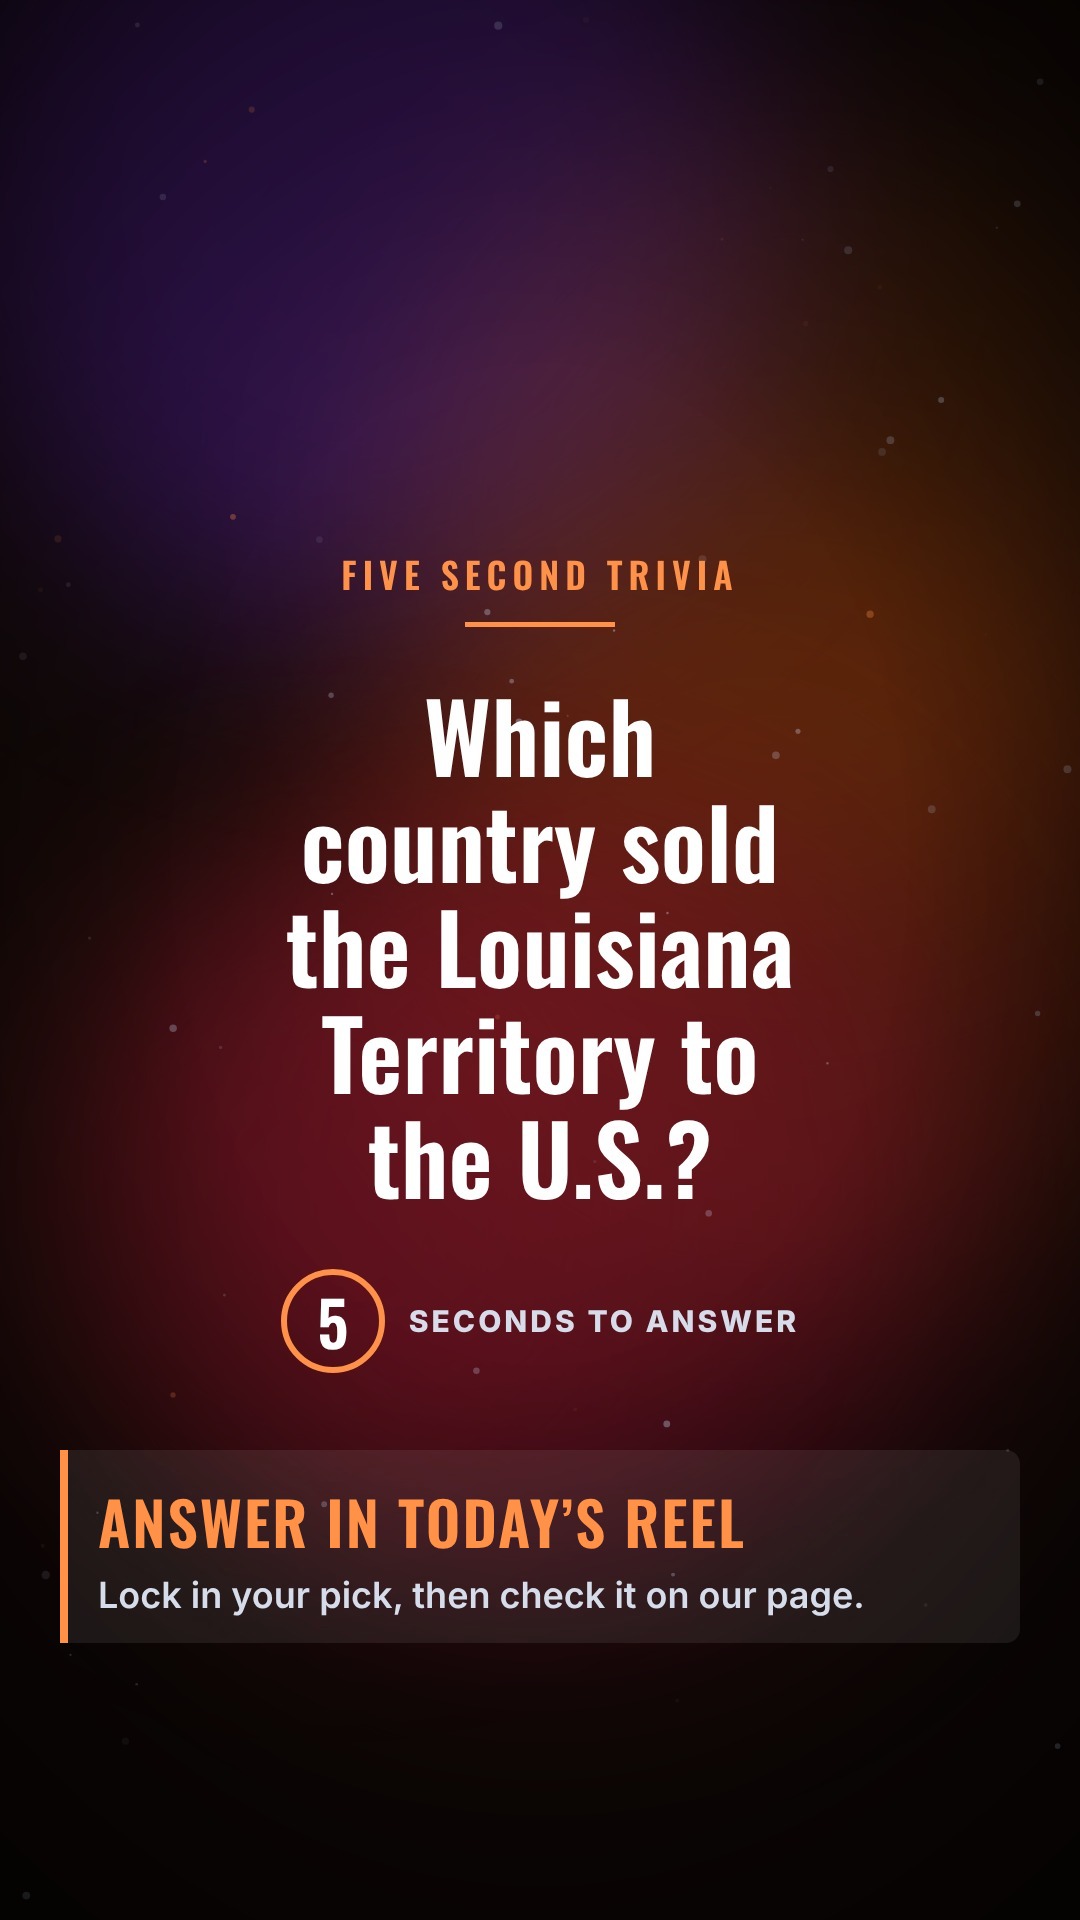 FIVE SECOND TRIVIA
Which
country sold
the Louisiana
Territory to
the U.S.?
5 SECONDS TO ANSWER
ANSWER IN TODAY’S REEL
Lock in your pick, then check it on our page.